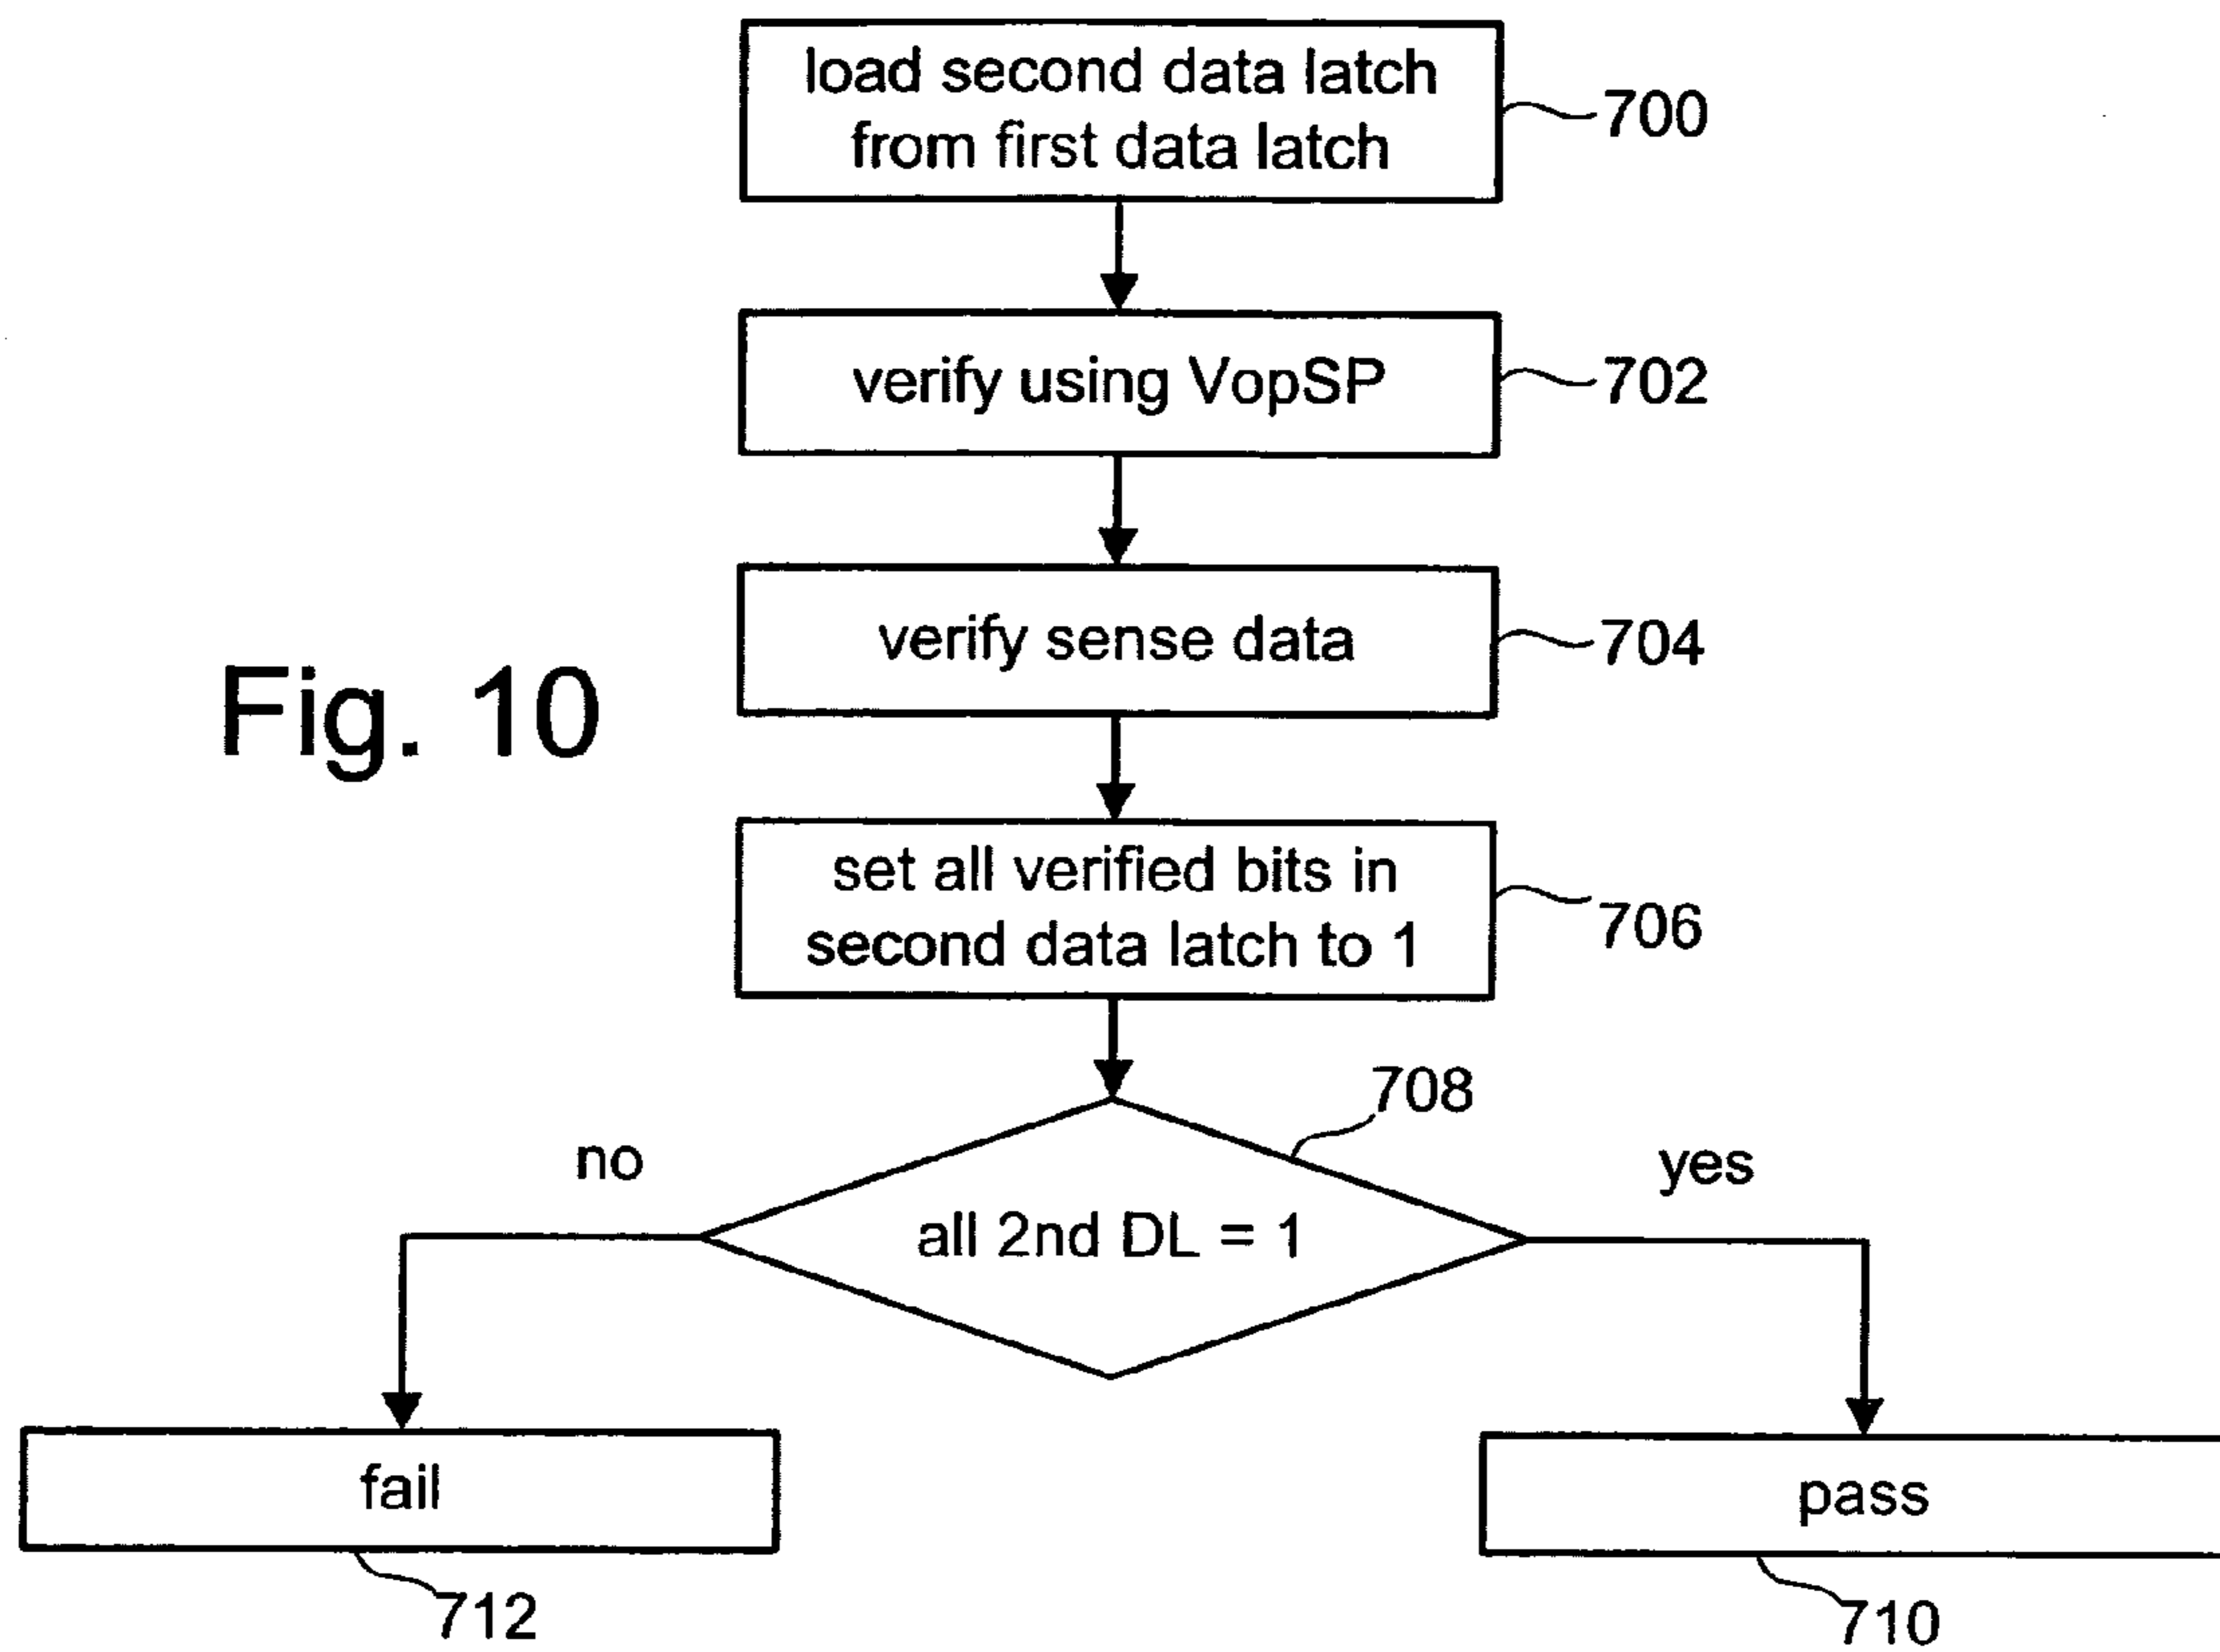 load second data latch
from first data latch
700
verify using VopSP
702
verify sense data
704
Fig. 10
set all verified bits in
second data latch to 1
706
708
no
yes
all 2nd DL = 1
fail
pass
712
710